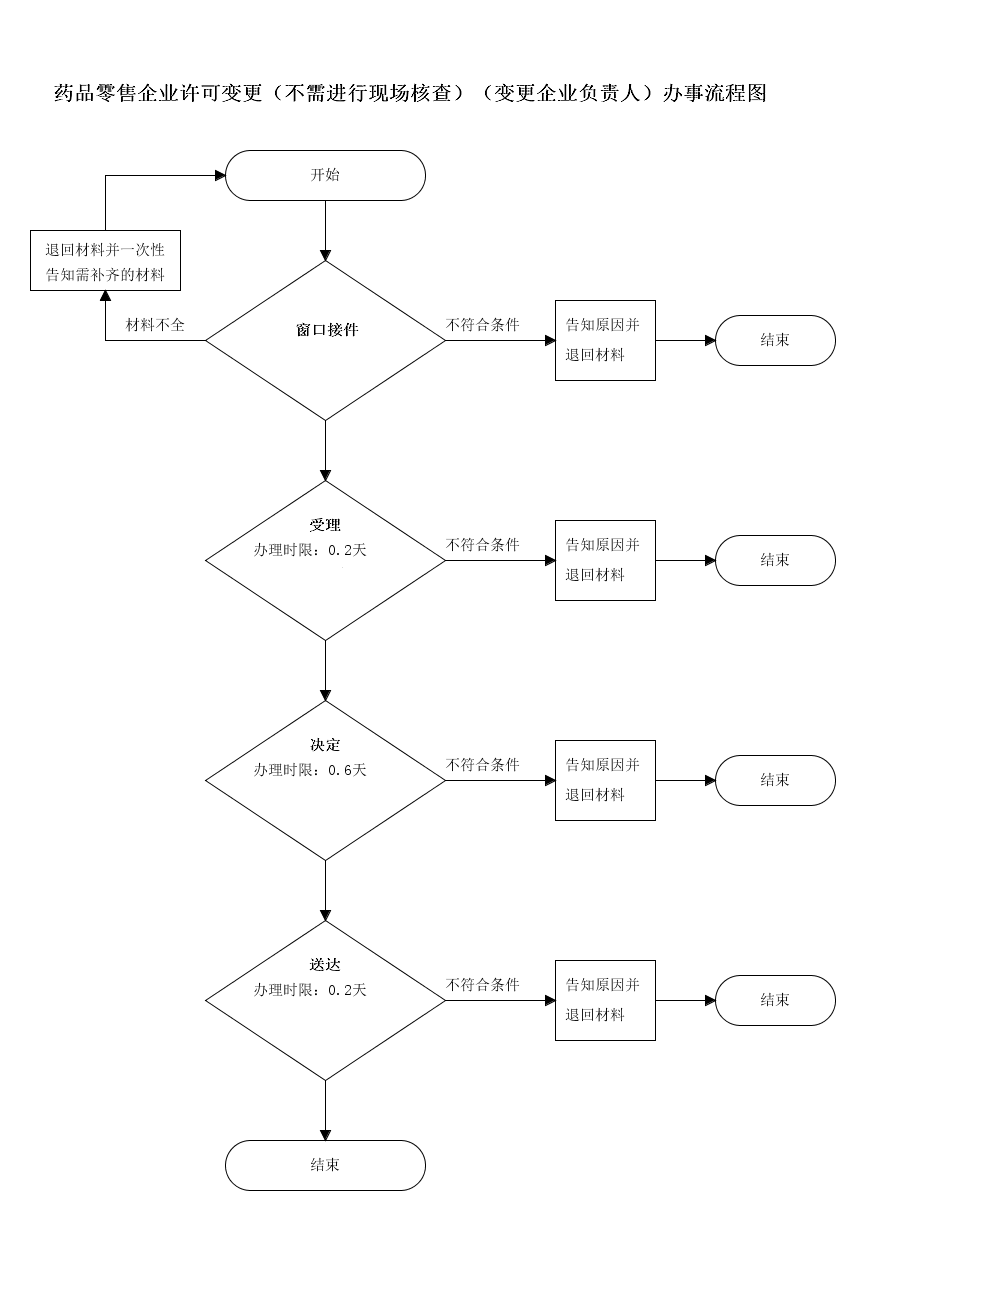 药品零售企业许可变更（不需进行现场核查）（变更企业负责人）办事流程图
开始
退回材料并一次性
告知需补齐的材料
材料不全
窗口接件
不符合条件
告知原因并
退回材料
结束
受理
办理时限：0.2天
不符合条件
告知原因并
退回材料
结束
决定
办理时限：0.6天
不符合条件
告知原因并
退回材料
结束
送达
办理时限：0.2天
不符合条件
告知原因并
退回材料
结束
结束